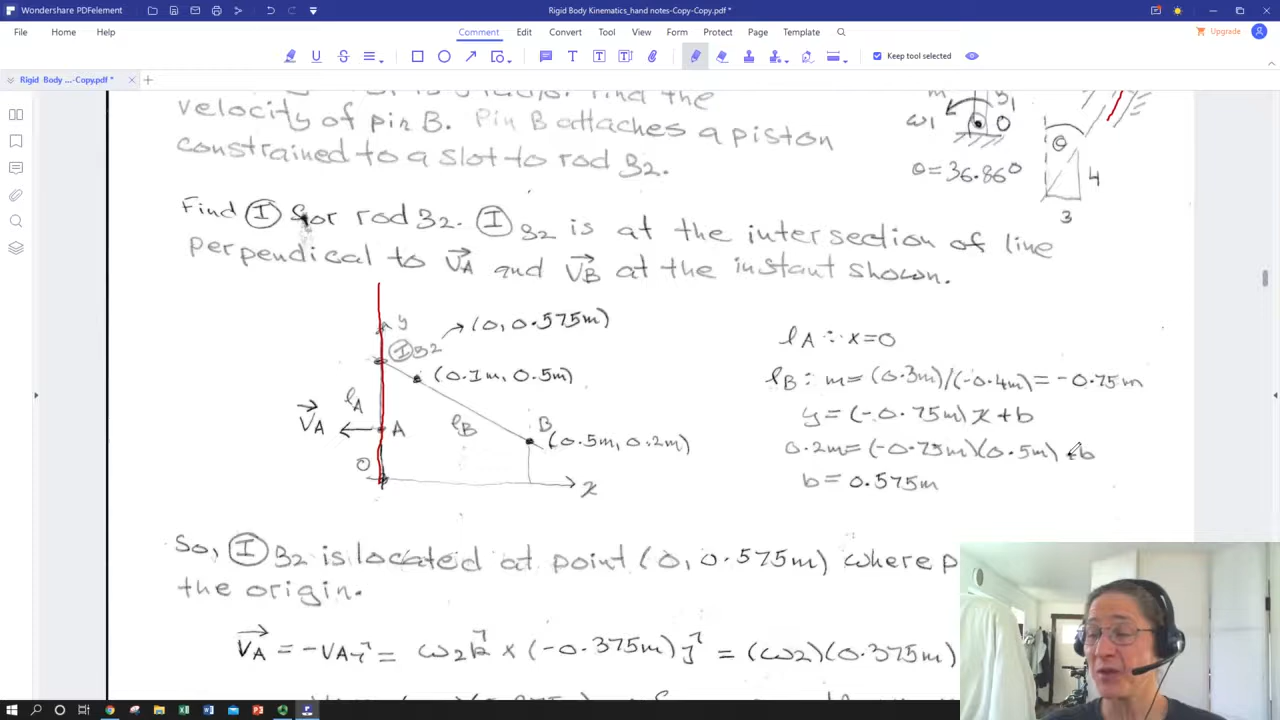 Wondershare PDFelement
Rigid Body Kinematics_hand notes-Copy-Copy.pdf *
File Home Comment Edit Convert Tool View Form Protect Page Template
Upgrade
Keep tool selected
Rigid Body ...-Copy.pdf *
find the
velocity of pin B. Pin B attaches a piston
constrained to a slot to rod B2.
ω1
O
θ=36.86°
θ
4
3
Find I for rod B2. I B2 is at the intersection of line
perpendical to VA and VB at the instant shown.
y
(0, 0.575m)
I B2
(0.1m, 0.5m)
ℓA
VA
A
ℓB
B
(0.5m, 0.2m)
O
x
ℓA : x=0
ℓB : m= (0.3m)/(-0.4m)= -0.75m
y = (-0.75m) x + b
0.2m= (-0.75m)(0.5m) +b
b= 0.575m
So, I B2 is located at point (0, 0.575m) where
the origin.
VA = -VA i = ω2 k × (-0.375m) j = (ω2)(0.375m)